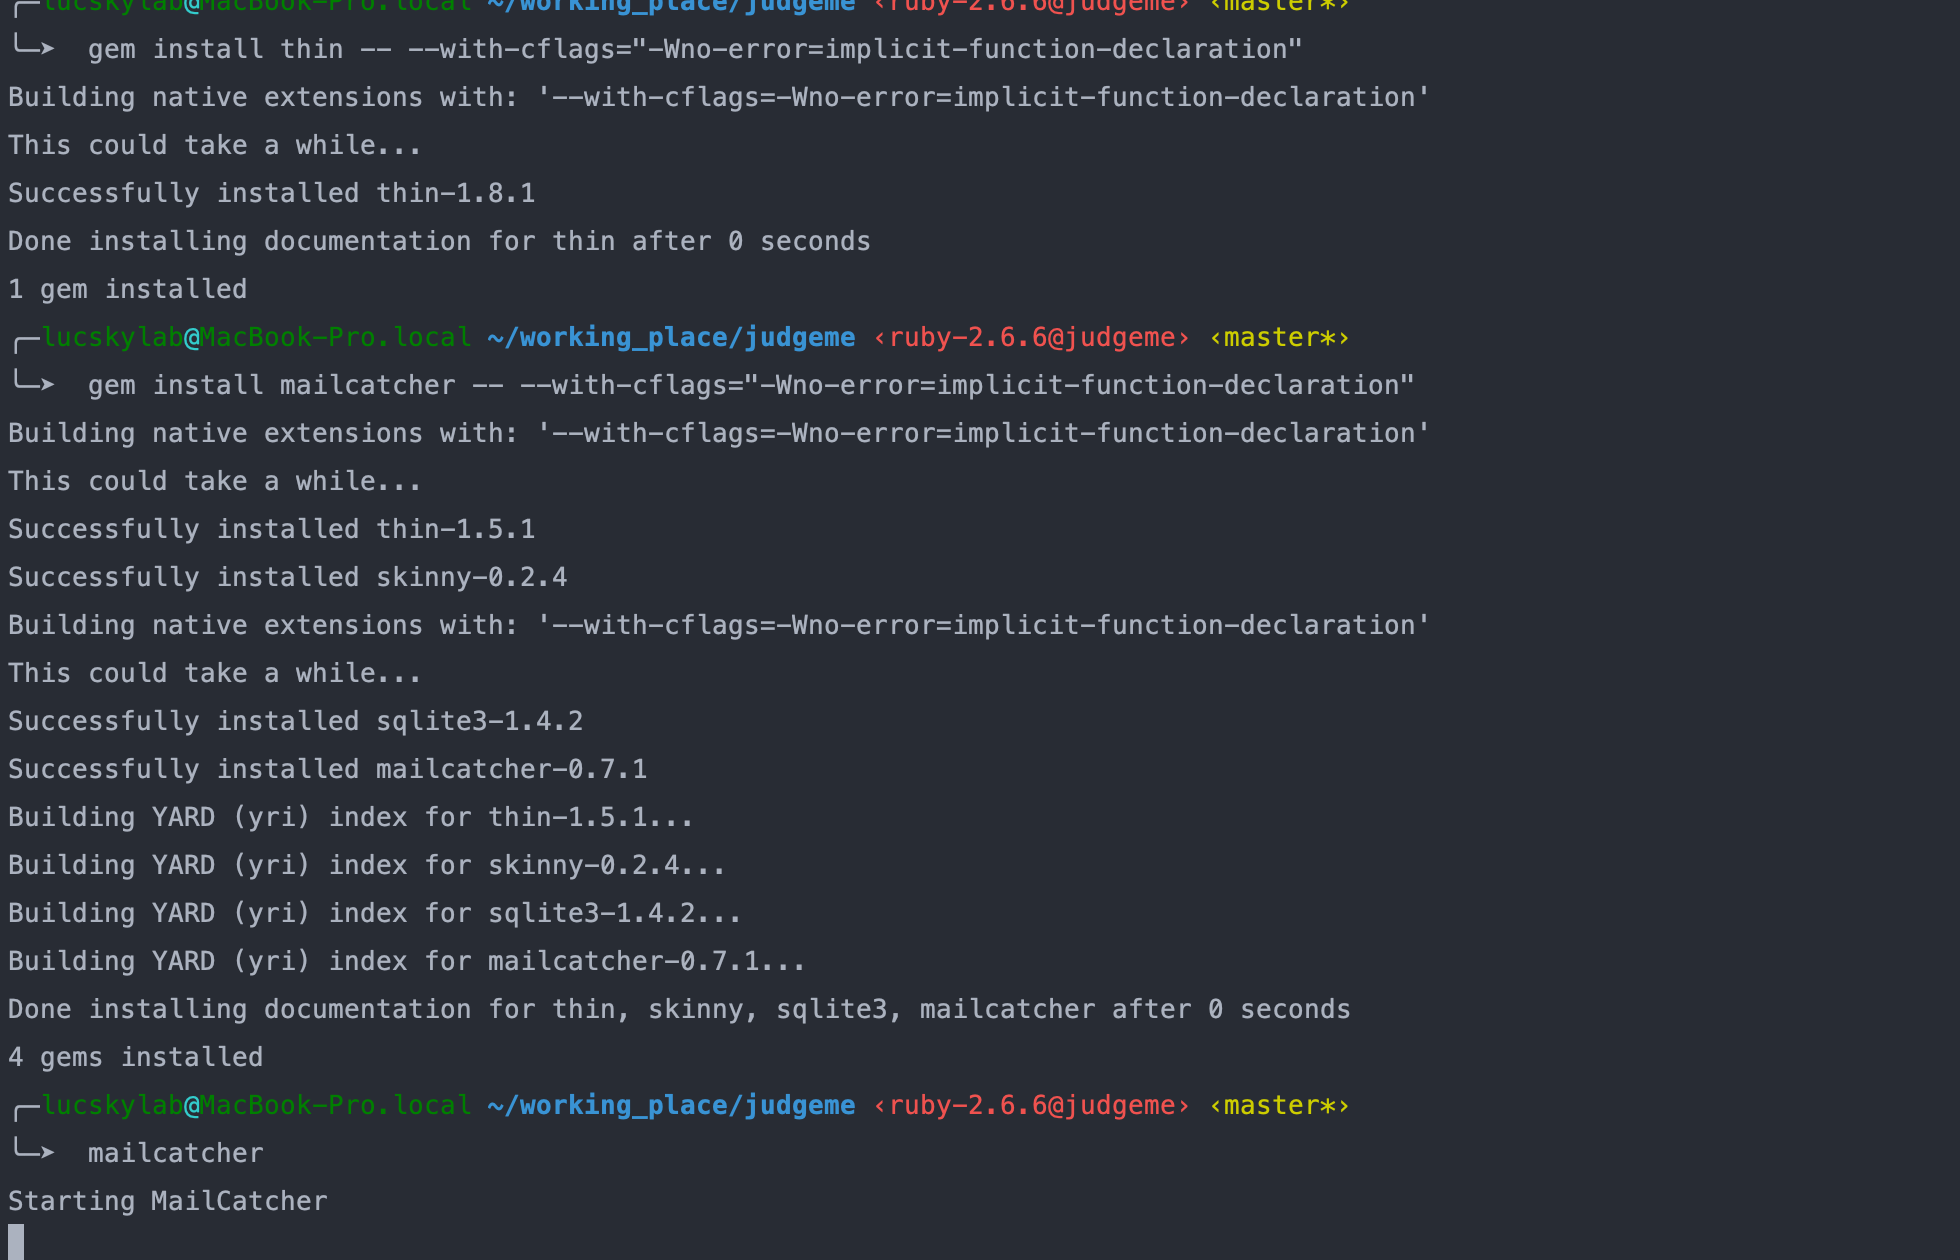 ╭─lucskylab@MacBook-Pro.local ~/working_place/judgeme ‹ruby-2.6.6@judgeme› ‹master*›
╰─➤  gem install thin -- --with-cflags="-Wno-error=implicit-function-declaration"
Building native extensions with: '--with-cflags=-Wno-error=implicit-function-declaration'
This could take a while...
Successfully installed thin-1.8.1
Done installing documentation for thin after 0 seconds
1 gem installed
╭─lucskylab@MacBook-Pro.local ~/working_place/judgeme ‹ruby-2.6.6@judgeme› ‹master*›
╰─➤  gem install mailcatcher -- --with-cflags="-Wno-error=implicit-function-declaration"
Building native extensions with: '--with-cflags=-Wno-error=implicit-function-declaration'
This could take a while...
Successfully installed thin-1.5.1
Successfully installed skinny-0.2.4
Building native extensions with: '--with-cflags=-Wno-error=implicit-function-declaration'
This could take a while...
Successfully installed sqlite3-1.4.2
Successfully installed mailcatcher-0.7.1
Building YARD (yri) index for thin-1.5.1...
Building YARD (yri) index for skinny-0.2.4...
Building YARD (yri) index for sqlite3-1.4.2...
Building YARD (yri) index for mailcatcher-0.7.1...
Done installing documentation for thin, skinny, sqlite3, mailcatcher after 0 seconds
4 gems installed
╭─lucskylab@MacBook-Pro.local ~/working_place/judgeme ‹ruby-2.6.6@judgeme› ‹master*›
╰─➤  mailcatcher
Starting MailCatcher